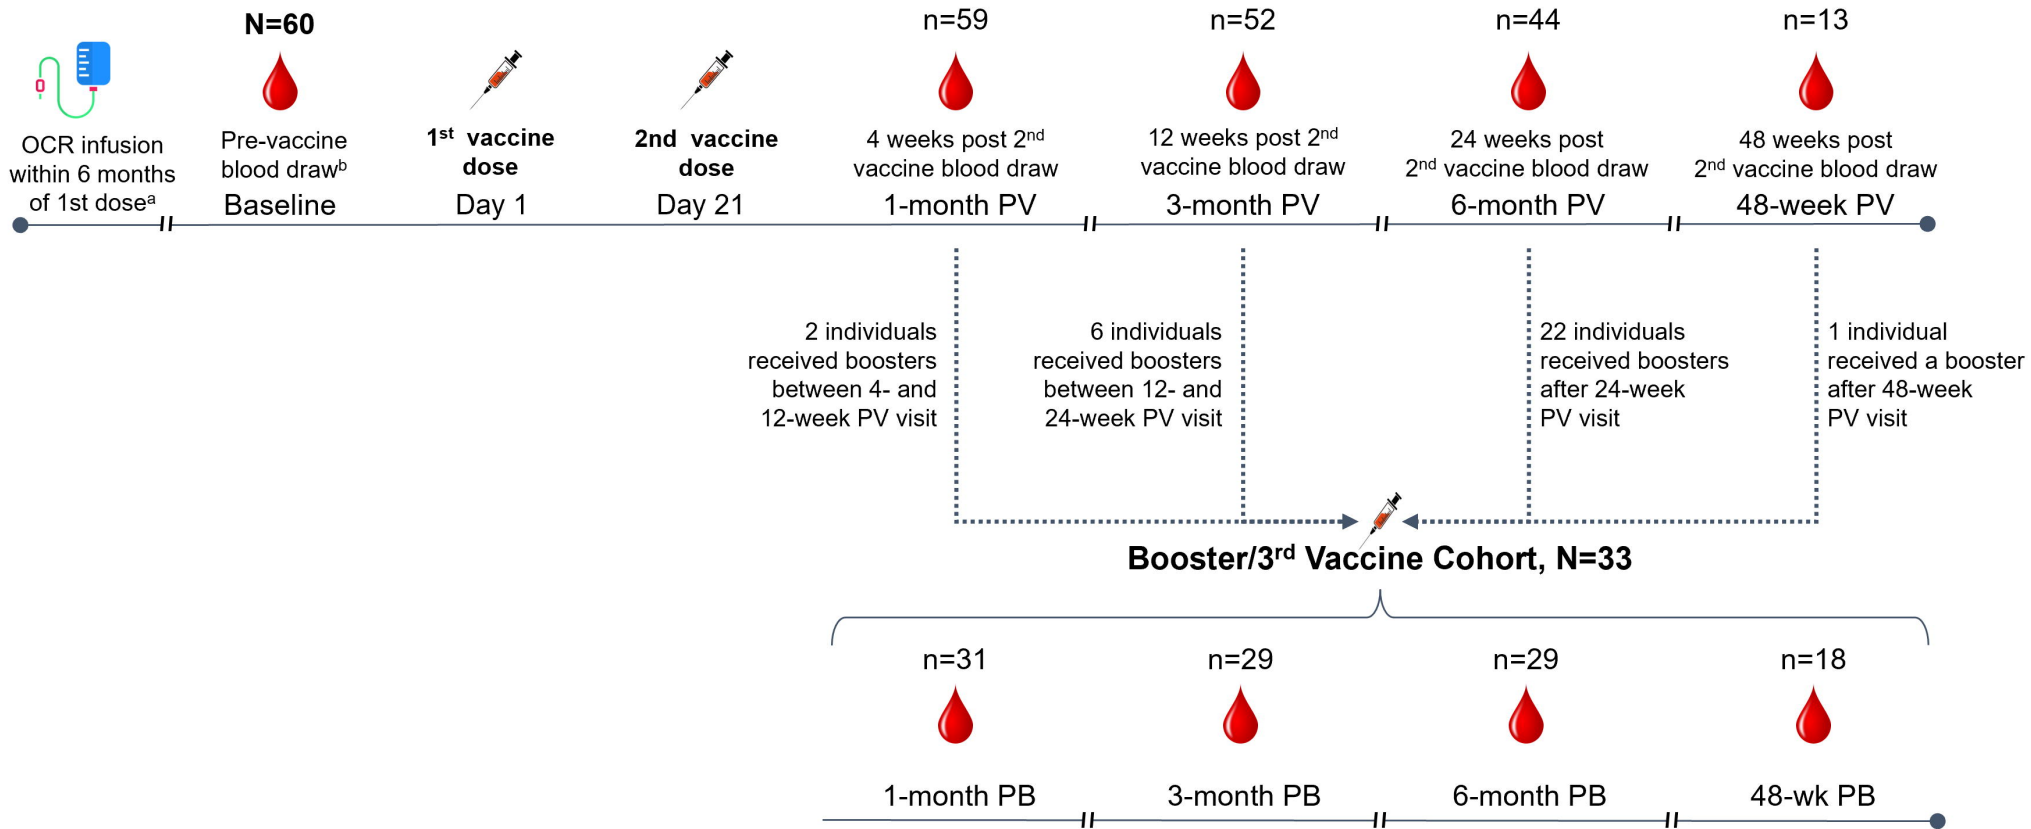 OCR infusion
within 6 months
of 1st dosea
N=60
Pre-vaccine
blood drawb
Baseline
1st vaccine
dose
Day 1
2nd vaccine
dose
Day 21
n=59
4 weeks post 2nd
vaccine blood draw
1-month PV
n=52
12 weeks post 2nd
vaccine blood draw
3-month PV
n=44
24 weeks post
2nd vaccine blood draw
6-month PV
n=13
48 weeks post
2nd vaccine blood draw
48-week PV
2 individuals
received boosters
between 4- and
12-week PV visit
6 individuals
received boosters
between 12- and
24-week PV visit
22 individuals
received boosters
after 24-week
PV visit
1 individual
received a booster
after 48-week
PV visit
Booster/3rd Vaccine Cohort, N=33
n=31
1-month PB
n=29
3-month PB
n=29
6-month PB
n=18
48-wk PB